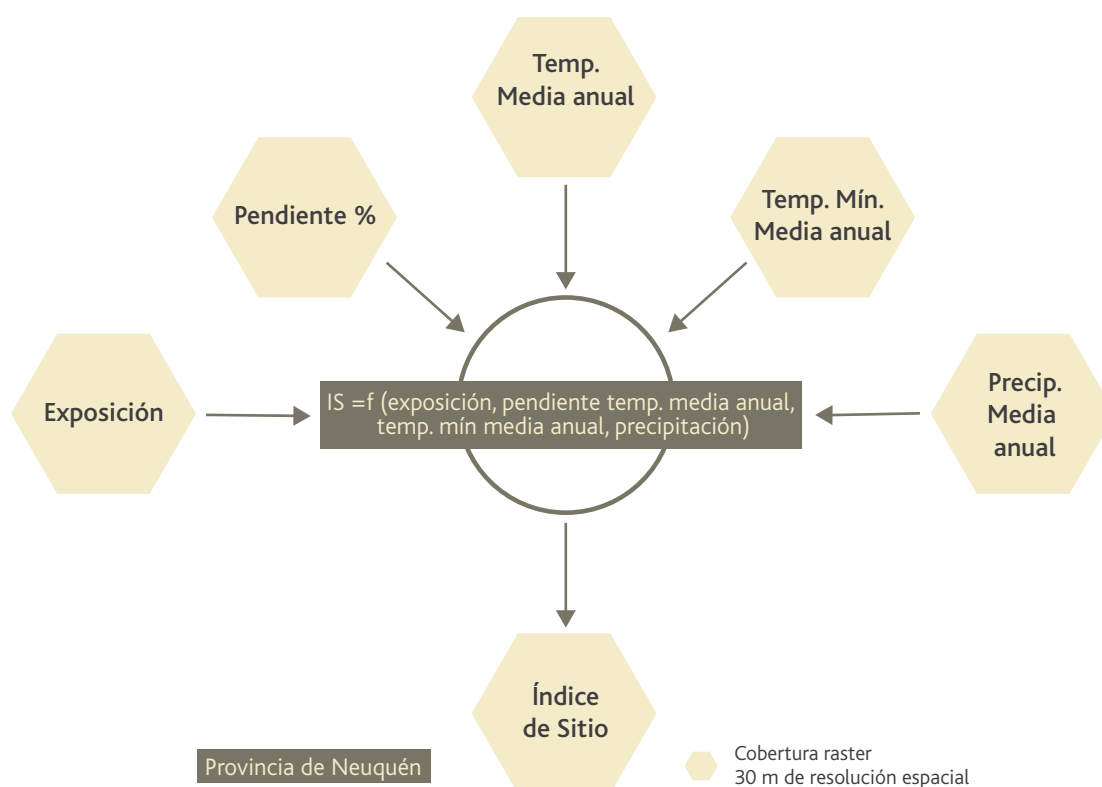 Temp.
Media anual
Pendiente %
Temp. Mín.
Media anual
Exposición
IS =f (exposición, pendiente temp. media anual,
temp. mín media anual, precipitación)
Precip.
Media
anual
Índice
de Sitio
Provincia de Neuquén
Cobertura raster
30 m de resolución espacial